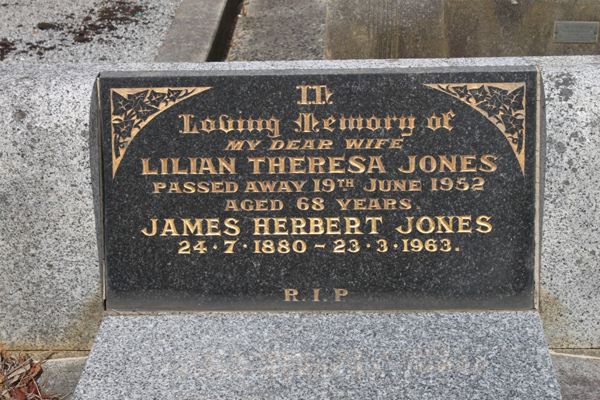 In
Loving Memory of
MY DEAR WIFE
LILIAN THERESA JONES
PASSED AWAY 19TH JUNE 1952
AGED 68 YEARS.
JAMES HERBERT JONES
24·7·1880 - 23·3·1963.
R.I.P